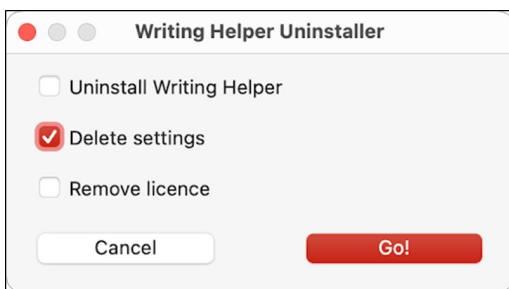 Writing Helper Uninstaller
Uninstall Writing Helper
Delete settings
Remove licence
Cancel Go!